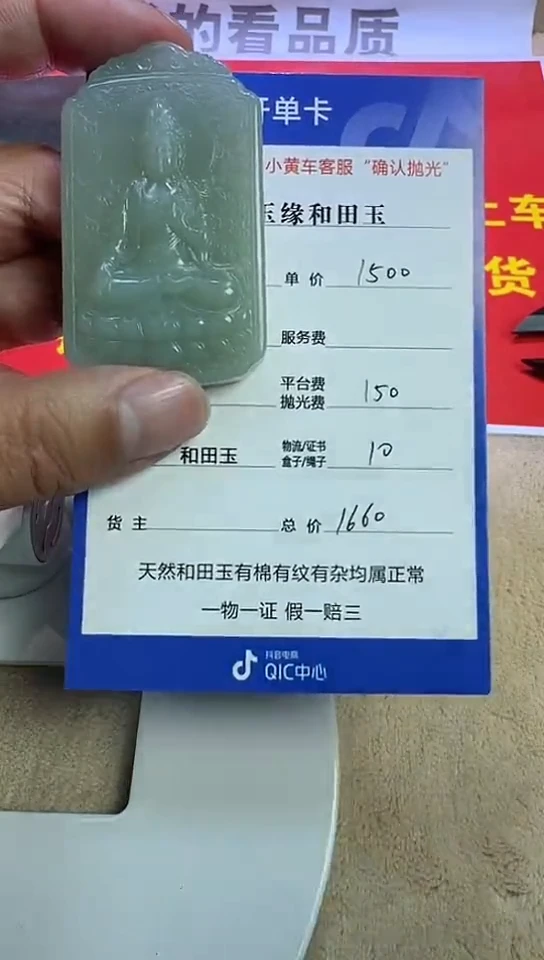 的看品质
开单卡
小黄车客服“确认抛光”
玉缘和田玉
单价 1500
服务费
平台费
抛光费 150
和田玉
物流/证书
盒子/绳子 10
货主 总价 1660
天然和田玉有棉有纹有杂均属正常
一物一证 假一赔三
抖音电商
QIC中心
上车
货